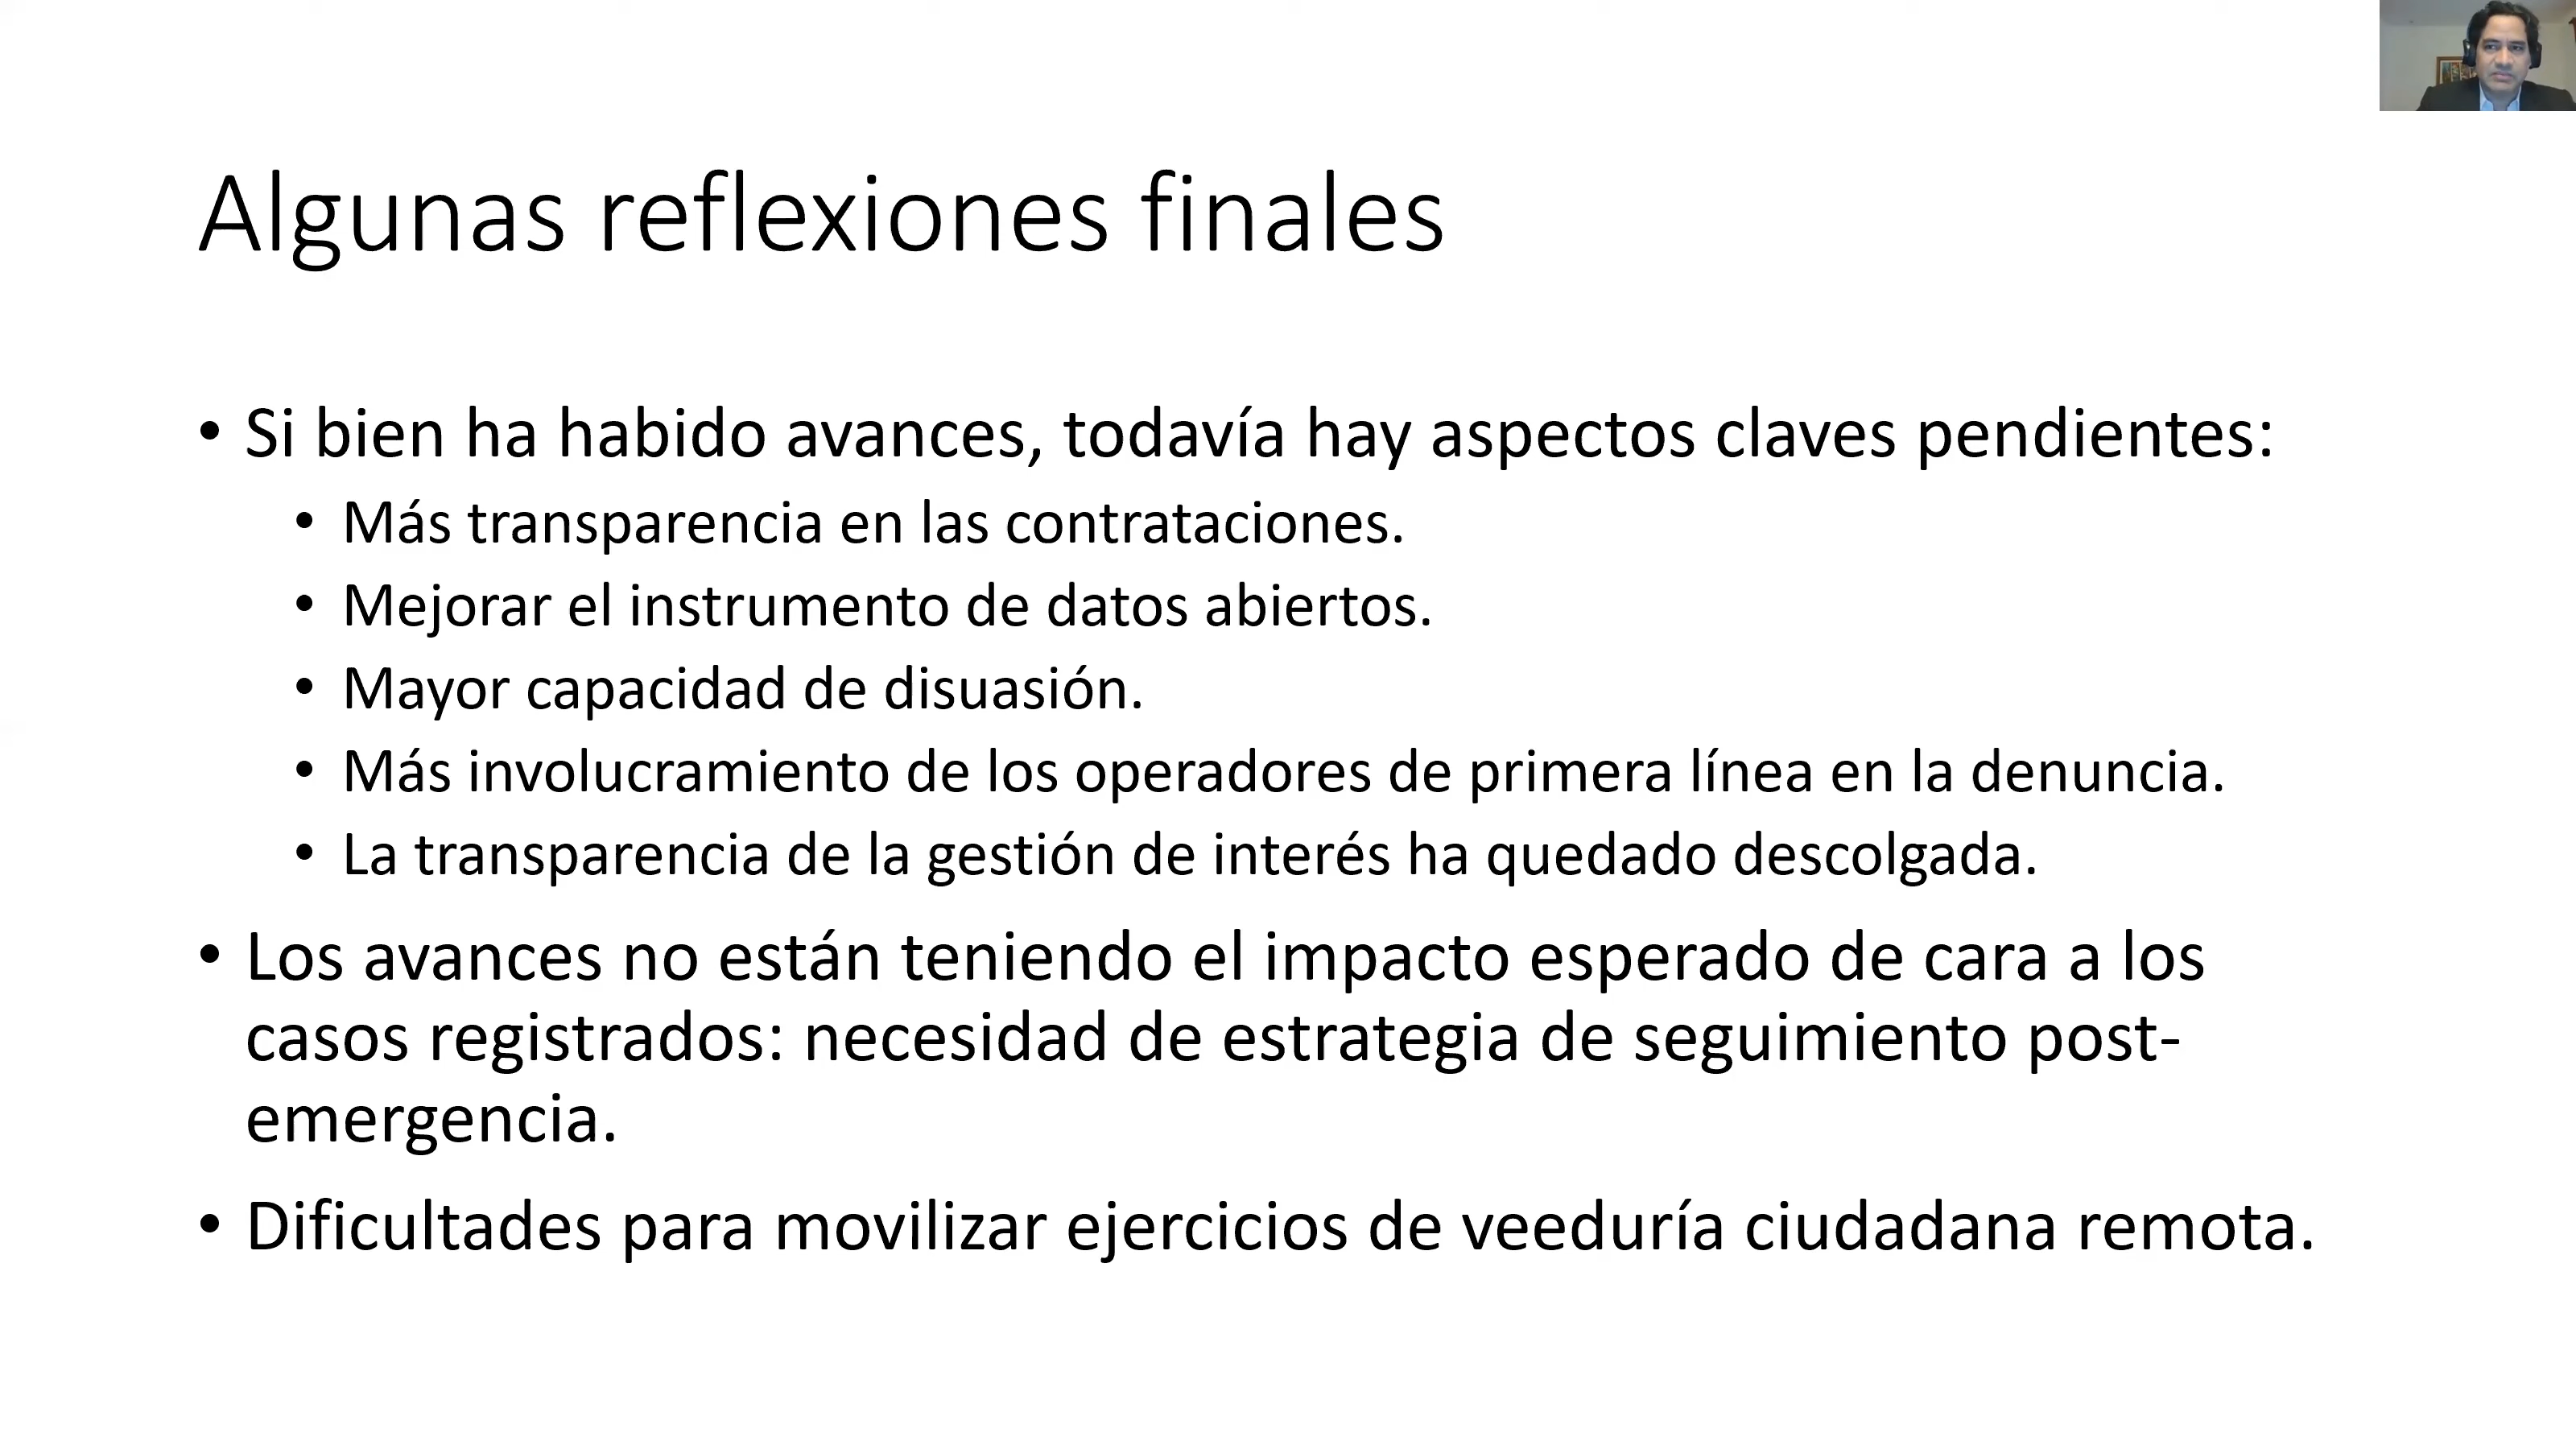 Algunas reflexiones finales
• Si bien ha habido avances, todavía hay aspectos claves pendientes:
• Más transparencia en las contrataciones.
• Mejorar el instrumento de datos abiertos.
• Mayor capacidad de disuasión.
• Más involucramiento de los operadores de primera línea en la denuncia.
• La transparencia de la gestión de interés ha quedado descolgada.
• Los avances no están teniendo el impacto esperado de cara a los
casos registrados: necesidad de estrategia de seguimiento post-
emergencia.
• Dificultades para movilizar ejercicios de veeduría ciudadana remota.